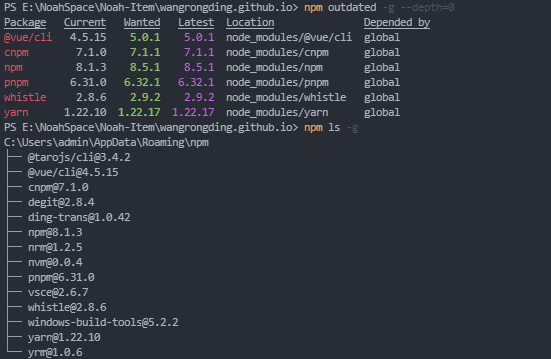 PS E:\NoahSpace\Noah-Item\wangrongding.github.io> npm outdated -g --depth=0
Package Current Wanted Latest Location Depended by
@vue/cli 4.5.15 5.0.1 5.0.1 node_modules/@vue/cli global
cnpm 7.1.0 7.1.1 7.1.1 node_modules/cnpm global
npm 8.1.3 8.5.1 8.5.1 node_modules/npm global
pnpm 6.31.0 6.32.1 6.32.1 node_modules/pnpm global
whistle 2.8.6 2.9.2 2.9.2 node_modules/whistle global
yarn 1.22.10 1.22.17 1.22.17 node_modules/yarn global
PS E:\NoahSpace\Noah-Item\wangrongding.github.io> npm ls -g
C:\Users\admin\AppData\Roaming\npm
├── @tarojs/cli@3.4.2
├── @vue/cli@4.5.15
├── cnpm@7.1.0
├── degit@2.8.4
├── ding-trans@1.0.42
├── npm@8.1.3
├── nrm@1.2.5
├── nvm@0.0.4
├── pnpm@6.31.0
├── vsce@2.6.7
├── whistle@2.8.6
├── windows-build-tools@5.2.2
├── yarn@1.22.10
└── yrm@1.0.6